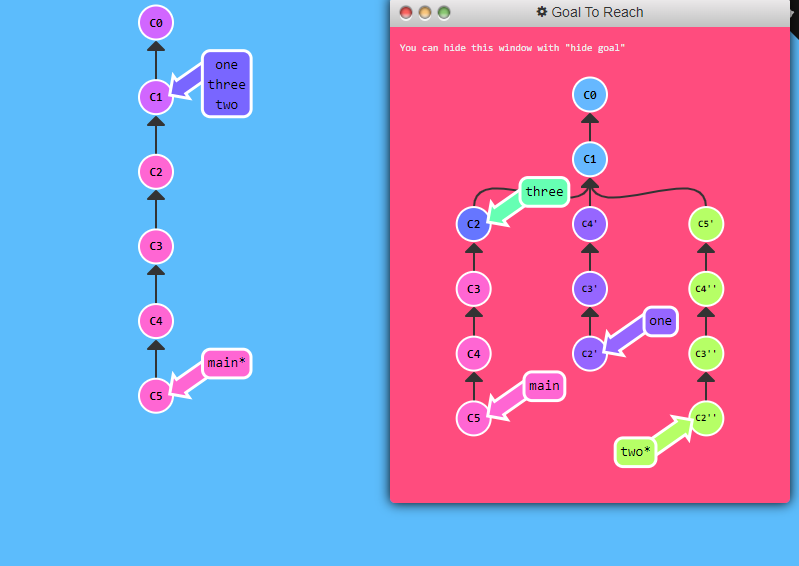 C0
one
three
two
C1
C2
C3
C4
main*
C5
Goal To Reach
You can hide this window with "hide goal"
C0
C1
three
C2
C4'
C5'
C3
C3'
C4''
one
C4
C2'
C3''
main
C5
C2''
two*